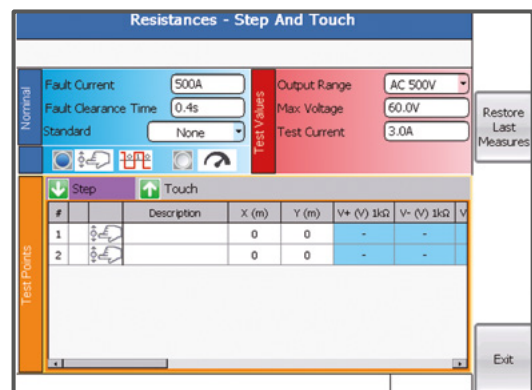 Resistances - Step And Touch
Nominal
Fault Current 500A
Fault Clearance Time 0.4s
Standard None
Test Values
Output Range AC 500V
Max Voltage 60.0V
Test Current 3.0A
Restore
Last
Measures
Step Touch
Test Points
# Description X (m) Y (m) V+ (V) 1kΩ V- (V) 1kΩ V
1 0 0 - -
2 0 0 - -
Exit